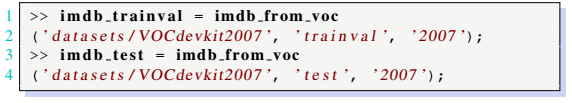 1 >> imdb_trainval = imdb_from_voc
2 ('datasets/VOCdevkit2007', 'trainval', '2007');
3 >> imdb_test = imdb_from_voc
4 ('datasets/VOCdevkit2007', 'test', '2007');